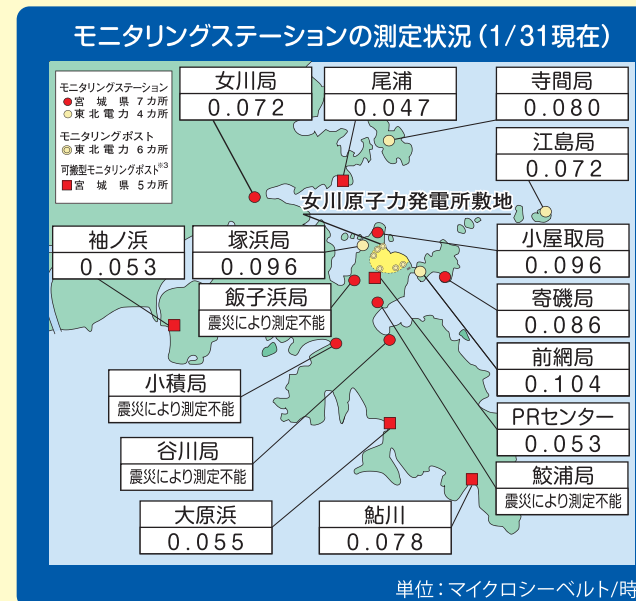 モニタリングステーションの測定状況(1/31現在)
モニタリングステーション
宮城県 7カ所
東北電力 4カ所
モニタリングポスト
東北電力 6カ所
可搬型モニタリングポスト※3
宮城県 5カ所
女川局
0.072
尾浦
0.047
寺間局
0.080
江島局
0.072
女川原子力発電所敷地
袖ノ浜
0.053
塚浜局
0.096
小屋取局
0.096
飯子浜局
震災により測定不能
寄磯局
0.086
前網局
0.104
小積局
震災により測定不能
PRセンター
0.053
谷川局
震災により測定不能
鮫浦局
震災により測定不能
大原浜
0.055
鮎川
0.078
単位:マイクロシーベルト/時